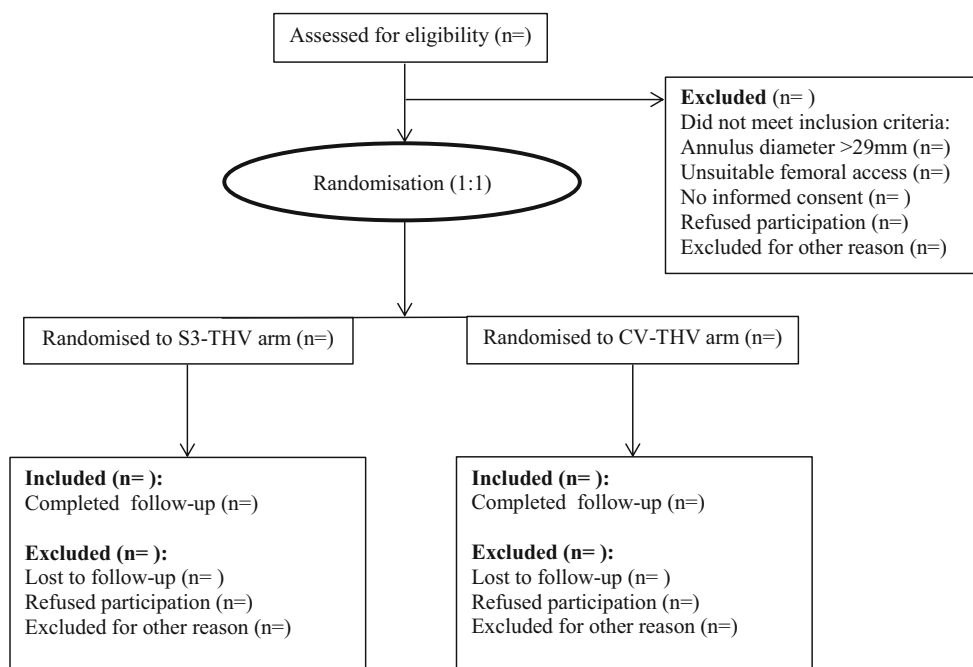 Assessed for eligibility (n=)
Excluded (n= )
Did not meet inclusion criteria:
Annulus diameter >29mm (n=)
Unsuitable femoral access (n=)
No informed consent (n= )
Refused participation (n=)
Excluded for other reason (n=)
Randomisation (1:1)
Randomised to S3-THV arm (n=)
Randomised to CV-THV arm (n=)
Included (n= ):
Completed  follow-up (n=)
Excluded (n= ):
Lost to follow-up (n= )
Refused participation (n=)
Excluded for other reason (n=)
Included (n= ):
Completed  follow-up (n=)
Excluded (n= ):
Lost to follow-up (n= )
Refused participation (n=)
Excluded for other reason (n=)